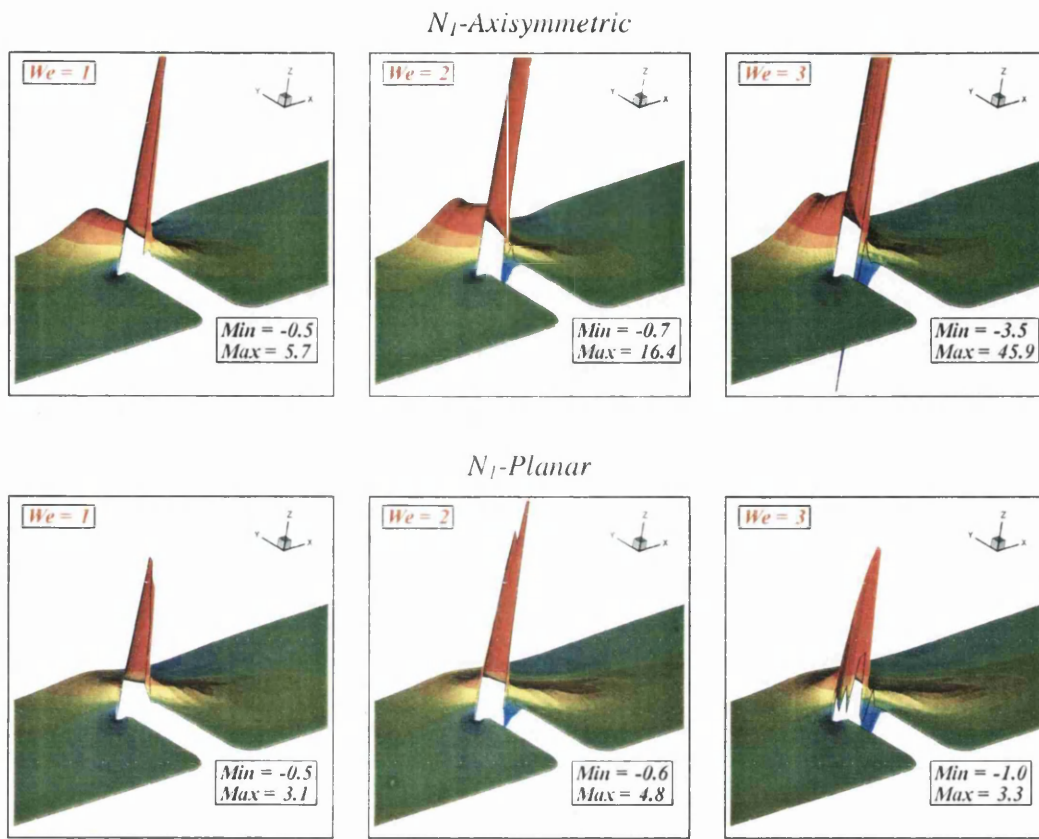 N1-Axisymmetric
We = 1
Z
Y
X
Min = -0.5
Max = 5.7
We = 2
Z
Y
X
Min = -0.7
Max = 16.4
We = 3
Z
Y
X
Min = -3.5
Max = 45.9
N1-Planar
We = 1
Z
Y
X
Min = -0.5
Max = 3.1
We = 2
Z
Y
X
Min = -0.6
Max = 4.8
We = 3
Z
Y
X
Min = -1.0
Max = 3.3